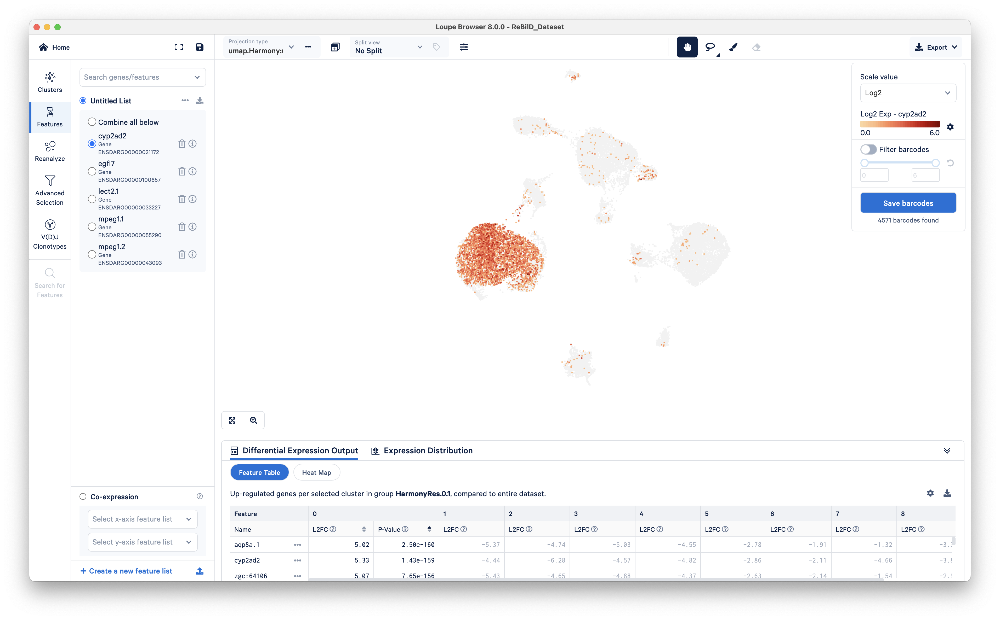 Loupe Browser 8.0.0 - ReBilD_Dataset
Home
Projection type
umap.Harmony:
Split view
No Split
Export
Clusters
Features
Reanalyze
Advanced
Selection
V(D)J
Clonotypes
Search for
Features
Search genes/features
Untitled List
Combine all below
cyp2ad2
Gene
ENSDARG00000021172
egfl7
Gene
ENSDARG00000100657
lect2.1
Gene
ENSDARG00000033227
mpeg1.1
Gene
ENSDARG00000055290
mpeg1.2
Gene
ENSDARG00000043093
Co-expression
Select x-axis feature list
Select y-axis feature list
+ Create a new feature list
Scale value
Log2
Log2 Exp - cyp2ad2
0.0 6.0
Filter barcodes
0 6
Save barcodes
4571 barcodes found
Differential Expression Output Expression Distribution
Feature Table Heat Map
Up-regulated genes per selected cluster in group HarmonyRes.0.1, compared to entire dataset.
Feature 0 1 2 3 4 5 6 7 8
Name L2FC P-Value L2FC L2FC L2FC L2FC L2FC L2FC L2FC L2FC
aqp8a.1 5.02 2.50e-160 -5.37 -4.74 -5.03 -4.55 -2.78 -1.91 -1.32
cyp2ad2 5.33 1.43e-159 -4.44 -6.28 -4.57 -4.82 -2.86 -2.11 -4.66
zgc:64106 5.07 7.65e-156 -5.43 -4.65 -4.88 -4.37 -2.63 -2.14 -1.54